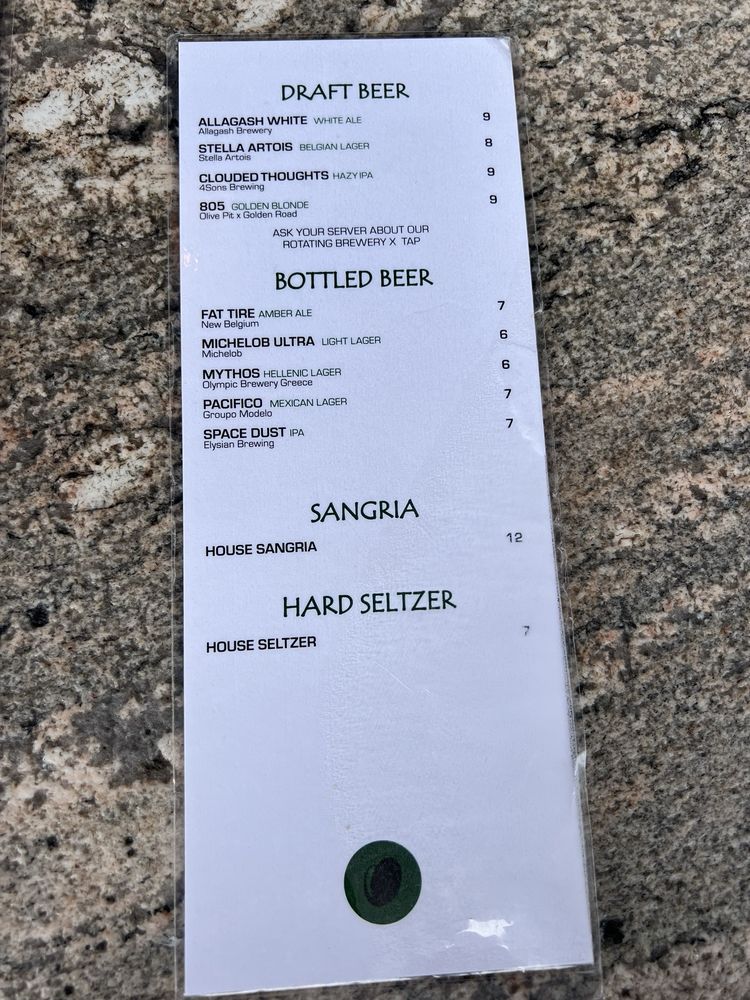 DRAFT BEER
ALLAGASH WHITE WHITE ALE 9
Allagash Brewery
STELLA ARTOIS BELGIAN LAGER 8
Stella Artois
CLOUDED THOUGHTS HAZY IPA 9
4Sons Brewing
805 GOLDEN BLONDE 9
Olive Pit x Golden Road
ASK YOUR SERVER ABOUT OUR
ROTATING BREWERY X TAP
BOTTLED BEER
FAT TIRE AMBER ALE 7
New Belgium
MICHELOB ULTRA LIGHT LAGER 6
Michelob
MYTHOS HELLENIC LAGER 6
Olympic Brewery Greece
PACIFICO MEXICAN LAGER 7
Groupo Modelo
SPACE DUST IPA 7
Elysian Brewing
SANGRIA
HOUSE SANGRIA 12
HARD SELTZER
HOUSE SELTZER 7